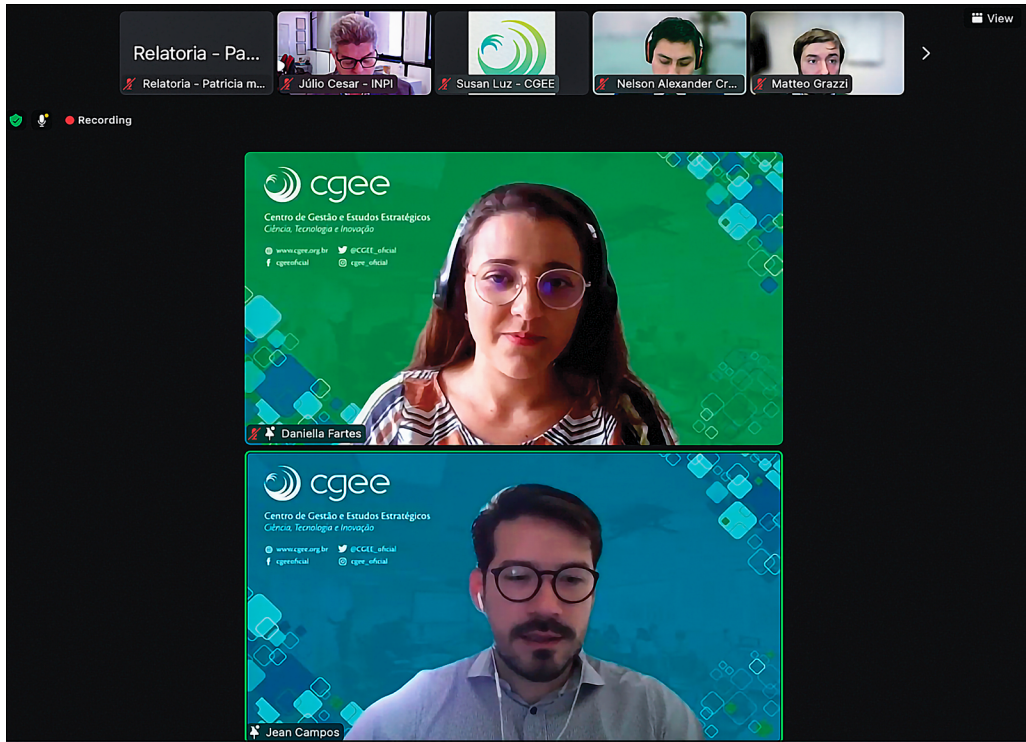 View
Relatoria - Pa...
Relatoria - Patricia m...
Júlio Cesar - INPI
Susan Luz - CGEE
Nelson Alexander Cr...
Matteo Grazzi
Recording
cgee
Centro de Gestão e Estudos Estratégicos
Ciência, Tecnologia e Inovação
www.cgee.org.br @CGEE_oficial
cgeeoficial cgee_oficial
Daniella Fartes
cgee
Centro de Gestão e Estudos Estratégicos
Ciência, Tecnologia e Inovação
www.cgee.org.br @CGEE_oficial
cgeeoficial cgee_oficial
Jean Campos